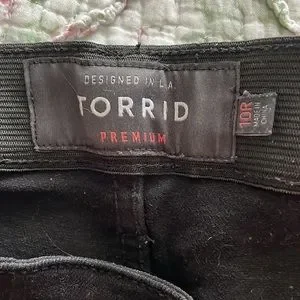 DESIGNED IN L.A.
TORRID
PREMIUM
10R
MADE IN
CHINA